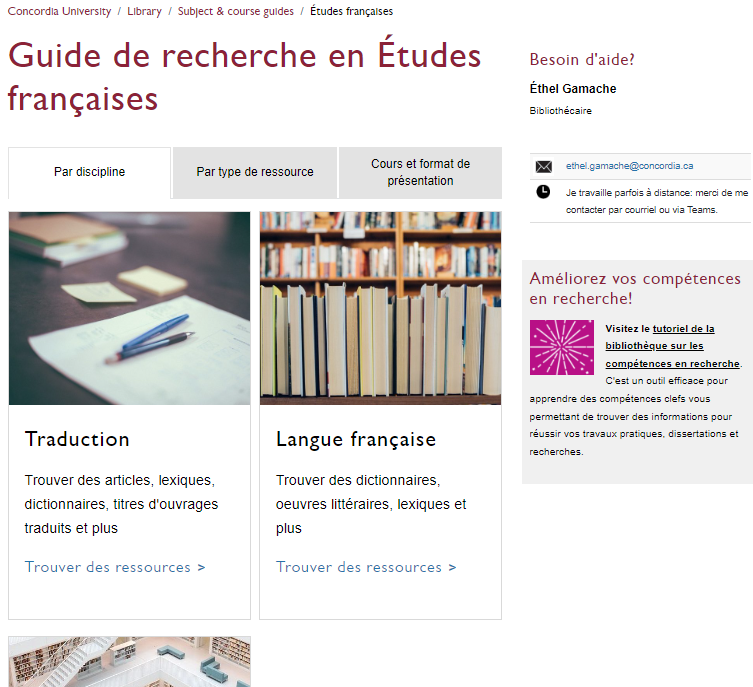 Concordia University / Library / Subject & course guides / Études françaises
Guide de recherche en Études
françaises
Par discipline
Par type de ressource
Cours et format de
présentation
Traduction
Trouver des articles, lexiques,
dictionnaires, titres d'ouvrages
traduits et plus
Trouver des ressources >
Langue française
Trouver des dictionnaires,
oeuvres littéraires, lexiques et
plus
Trouver des ressources >
Besoin d'aide?
Éthel Gamache
Bibliothécaire
ethel.gamache@concordia.ca
Je travaille parfois à distance: merci de me
contacter par courriel ou via Teams.
Améliorez vos compétences
en recherche!
Visitez le tutoriel de la
bibliothèque sur les
compétences en recherche.
C'est un outil efficace pour
apprendre des compétences clefs vous
permettant de trouver des informations pour
réussir vos travaux pratiques, dissertations et
recherches.